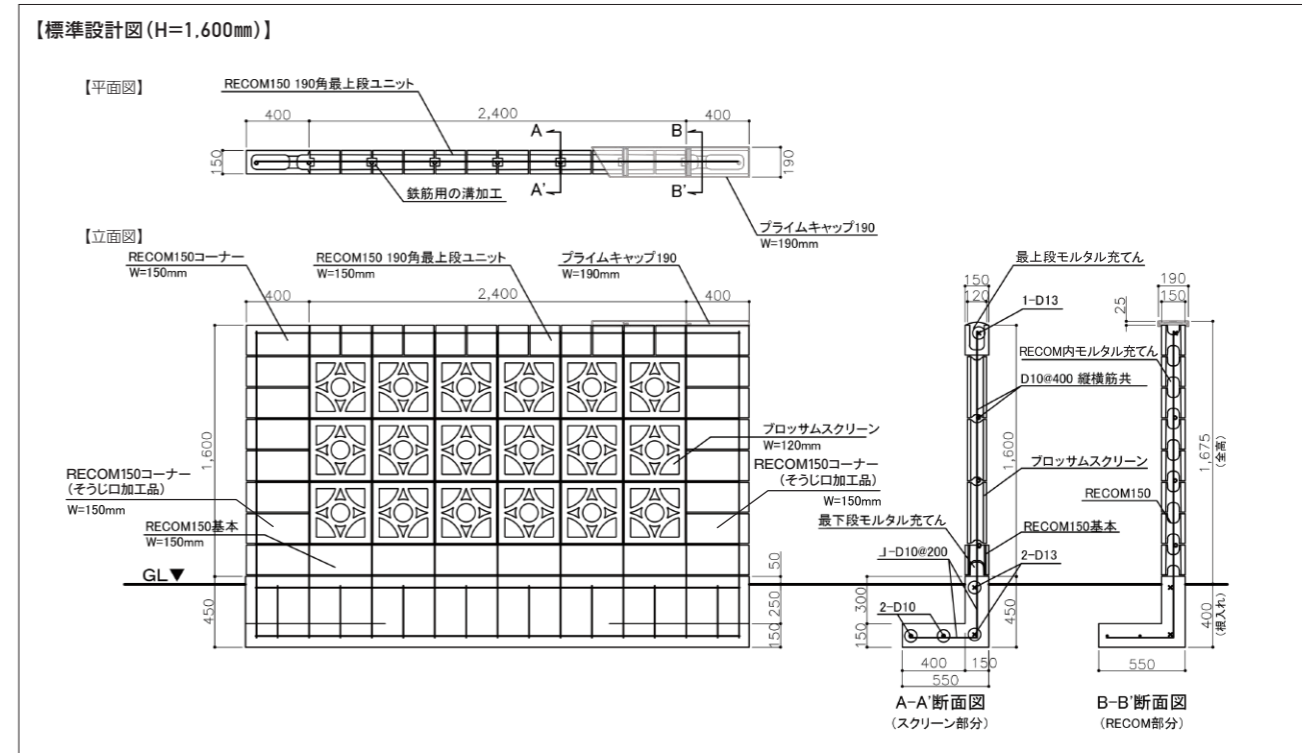 【標準設計図(H=1,600㎜)】
【平面図】
RECOM150 190角最上段ユニット
400
2,400
400
A
B
150
190
A'
B'
鉄筋用の溝加工
プライムキャップ190
W=190mm
【立面図】
RECOM150コーナー
W=150mm
RECOM150 190角最上段ユニット
W=150mm
プライムキャップ190
W=190mm
400
2,400
400
1,600
RECOM150コーナー
(そうじ口加工品)
W=150mm
RECOM150基本
W=150mm
ブロッサムスクリーン
W=120mm
RECOM150コーナー
(そうじ口加工品)
W=150mm
GL▼
450
50
250
150
最上段モルタル充てん
150
120
1-D13
RECOM内モルタル充てん
D10@400 縦横筋共
1,600
ブロッサムスクリーン
最下段モルタル充てん
RECOM150基本
J-D10@200
2-D13
2-D10
300
150
450
400
150
550
A-A'断面図
(スクリーン部分)
190
150
25
RECOM150
1,675
(全高)
400
(根入れ)
550
B-B'断面図
(RECOM部分)